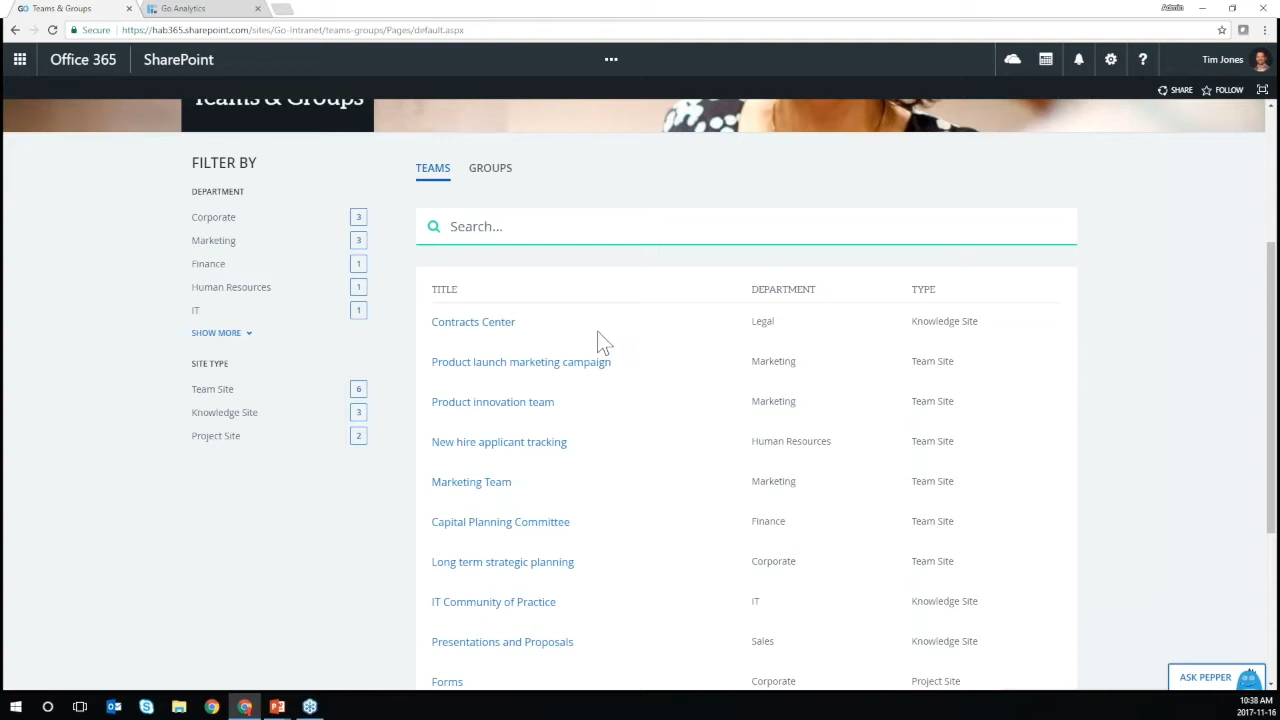 Teams & Groups
Go Analytics
Admin
Secure
https://hab365.sharepoint.com/sites/Go-Intranet/teams-groups/Pages/default.aspx
Office 365
SharePoint
...
?
Tim Jones
SHARE
FOLLOW
Teams & Groups
FILTER BY
DEPARTMENT
Corporate 3
Marketing 3
Finance 1
Human Resources 1
IT 1
SHOW MORE
SITE TYPE
Team Site 6
Knowledge Site 3
Project Site 2
TEAMS GROUPS
Search...
TITLE DEPARTMENT TYPE
Contracts Center Legal Knowledge Site
Product launch marketing campaign Marketing Team Site
Product innovation team Marketing Team Site
New hire applicant tracking Human Resources Team Site
Marketing Team Marketing Team Site
Capital Planning Committee Finance Team Site
Long term strategic planning Corporate Team Site
IT Community of Practice IT Knowledge Site
Presentations and Proposals Sales Knowledge Site
Forms Corporate Project Site
ASK PEPPER
10:38 AM
2017-11-16